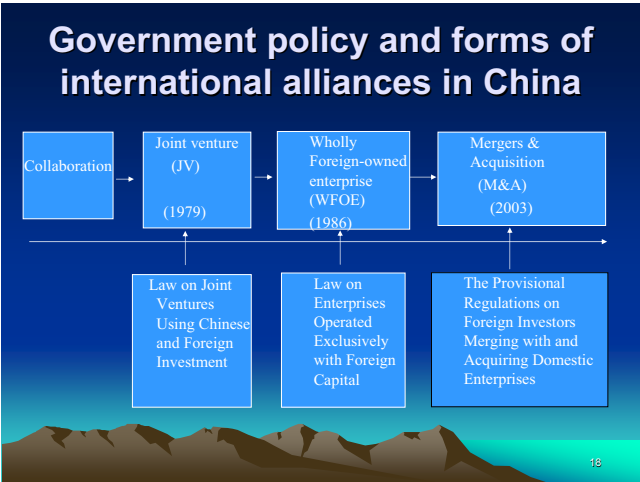 Government policy and forms of
international alliances in China
Collaboration
Joint venture
(JV)
(1979)
Wholly
Foreign-owned
enterprise
(WFOE)
(1986)
Mergers &
Acquisition
(M&A)
(2003)
Law on Joint
Ventures
Using Chinese
and Foreign
Investment
Law on
Enterprises
Operated
Exclusively
with Foreign
Capital
The Provisional
Regulations on
Foreign Investors
Merging with and
Acquiring Domestic
Enterprises
18